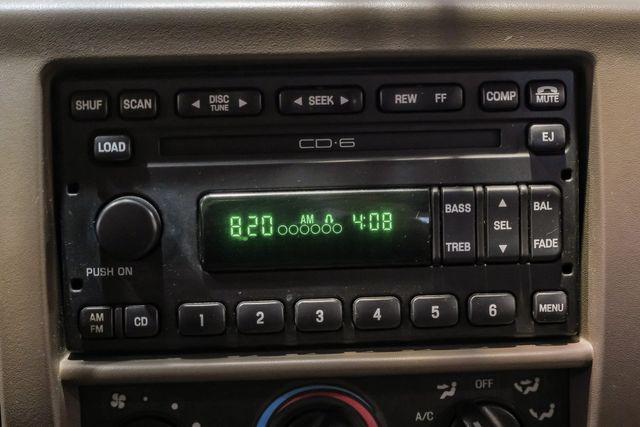 SHUF SCAN ◄ DISC TUNE ► ◄ SEEK ► REW FF COMP MUTE
LOAD CD·6 EJ
820 AM 4:08
BASS SEL BAL
TREB FADE
PUSH ON
AM FM CD 1 2 3 4 5 6 MENU
OFF
A/C